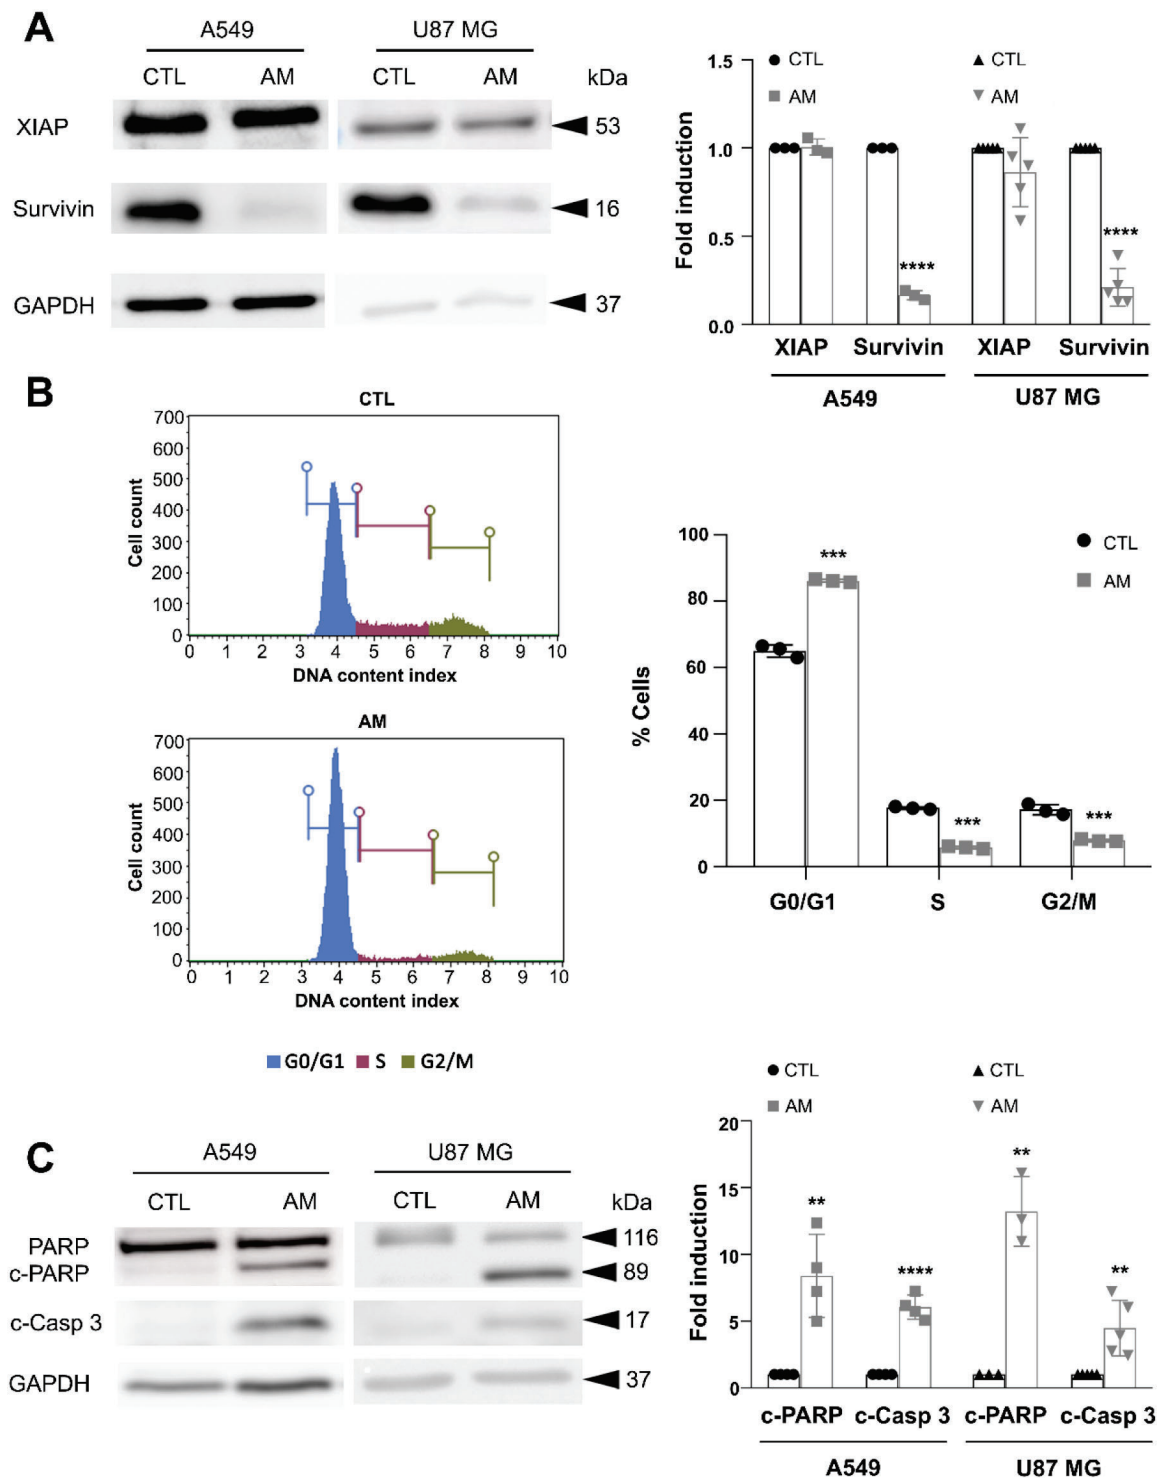 A
A549
U87 MG
CTL AM CTL AM kDa
XIAP 53
Survivin 16
GAPDH 37
CTL CTL
AM AM
Fold induction
1.5
1.0
0.5
0.0
**** ****
XIAP Survivin XIAP Survivin
A549 U87 MG
B
CTL
Cell count
700
600
500
400
300
200
100
0
0 1 2 3 4 5 6 7 8 9 10
DNA content index
AM
Cell count
700
600
500
400
300
200
100
0
0 1 2 3 4 5 6 7 8 9 10
DNA content index
G0/G1 S G2/M
% Cells
100
80
60
40
20
0
CTL
AM
*** *** ***
G0/G1 S G2/M
C
A549 U87 MG
CTL AM CTL AM kDa
PARP 116
c-PARP 89
c-Casp 3 17
GAPDH 37
CTL CTL
AM AM
Fold induction
20
15
10
5
0
** **** ** **
c-PARP c-Casp 3 c-PARP c-Casp 3
A549 U87 MG